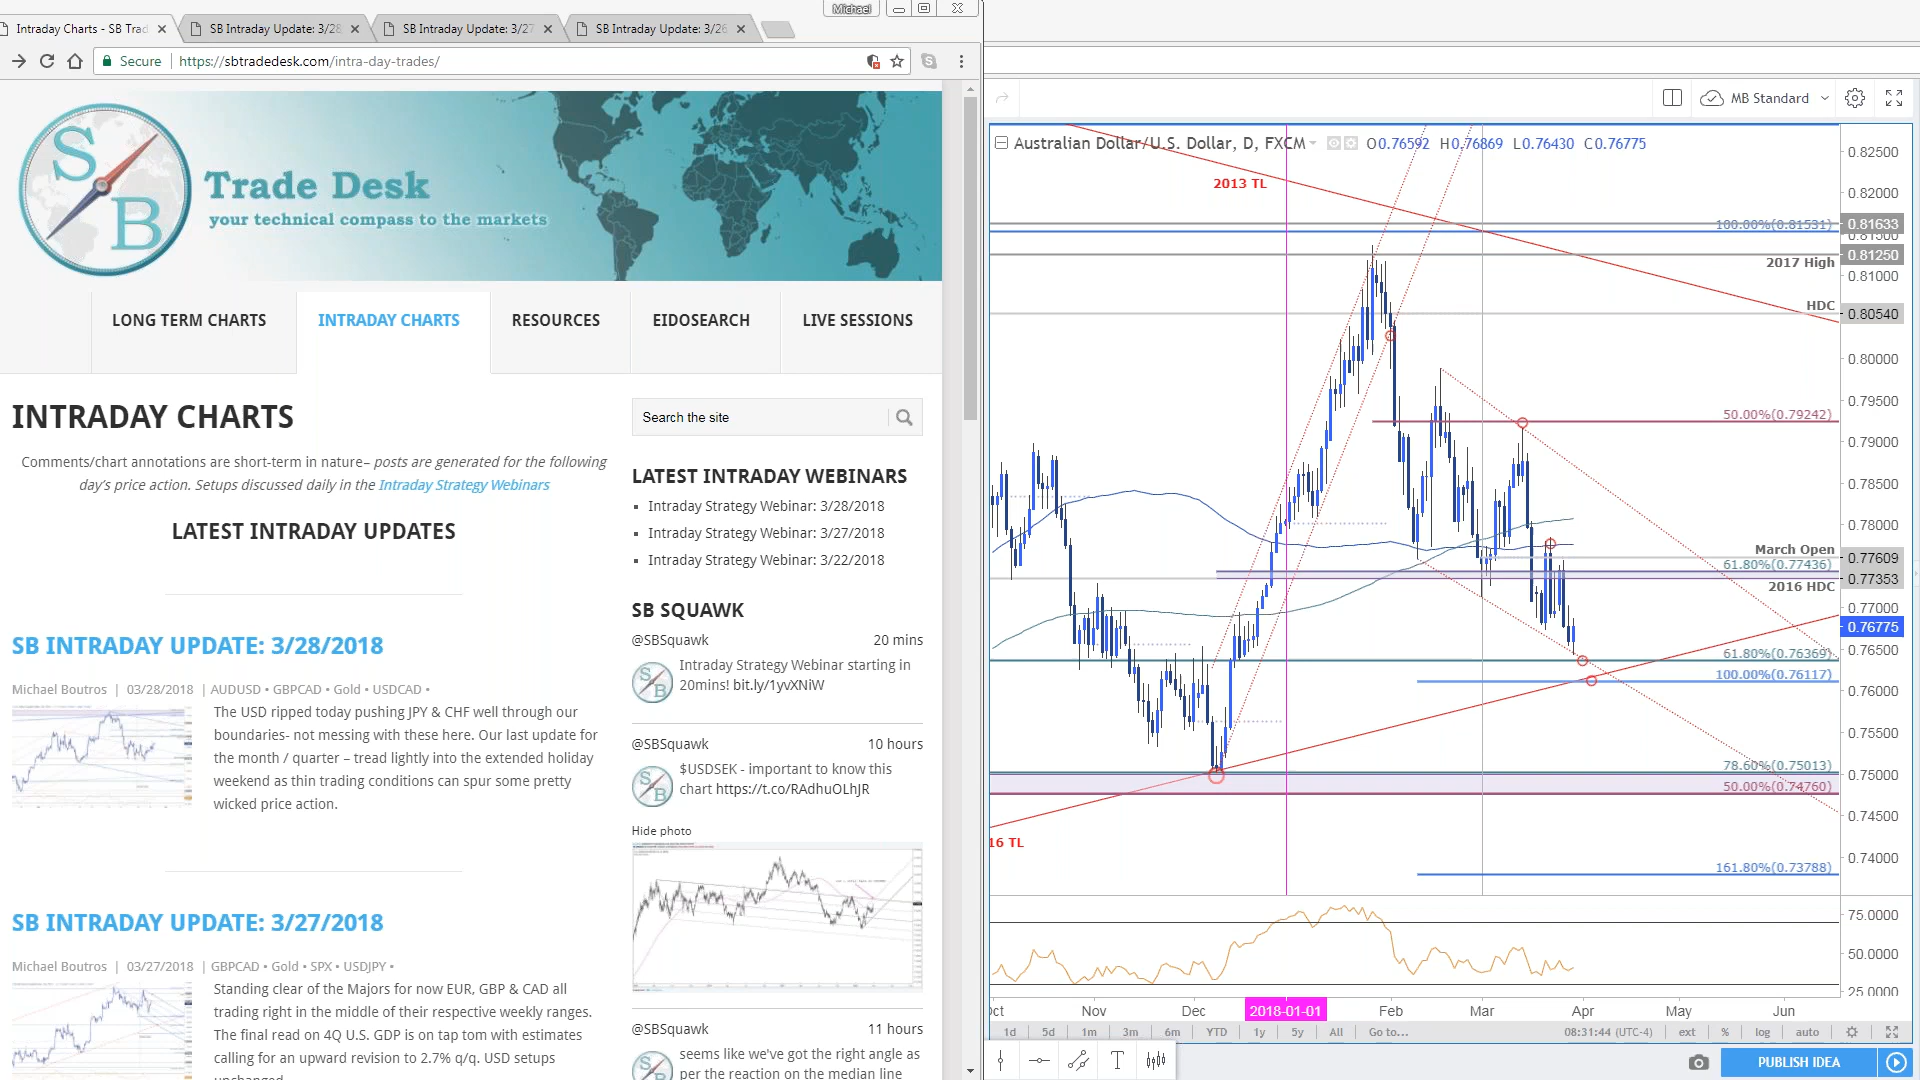 Michael
Intraday Charts - SB Trad
SB Intraday Update: 3/28
SB Intraday Update: 3/27
SB Intraday Update: 3/26
Secure
https://sbtradedesk.com/intra-day-trades/
S
B
Trade Desk
your technical compass to the markets
LONG TERM CHARTS
INTRADAY CHARTS
RESOURCES
EIDOSEARCH
LIVE SESSIONS
INTRADAY CHARTS
Comments/chart annotations are short-term in nature– posts are generated for the following
day's price action. Setups discussed daily in the Intraday Strategy Webinars
LATEST INTRADAY UPDATES
SB INTRADAY UPDATE: 3/28/2018
Michael Boutros | 03/28/2018 | AUDUSD • GBPCAD • Gold • USDCAD •
The USD ripped today pushing JPY & CHF well through our
boundaries- not messing with these here. Our last update for
the month / quarter – tread lightly into the extended holiday
weekend as thin trading conditions can spur some pretty
wicked price action.
SB INTRADAY UPDATE: 3/27/2018
Michael Boutros | 03/27/2018 | GBPCAD • Gold • SPX • USDJPY •
Standing clear of the Majors for now EUR, GBP & CAD all
trading right in the middle of their respective weekly ranges.
The final read on 4Q U.S. GDP is on tap tom with estimates
calling for an upward revision to 2.7% q/q. USD setups
unchanged
Search the site
LATEST INTRADAY WEBINARS
Intraday Strategy Webinar: 3/28/2018
Intraday Strategy Webinar: 3/27/2018
Intraday Strategy Webinar: 3/22/2018
SB SQUAWK
@SBSquawk 20 mins
Intraday Strategy Webinar starting in
20mins! bit.ly/1yvXNiW
@SBSquawk 10 hours
$USDSEK - important to know this
chart https://t.co/RAdhuOLhJR
Hide photo
@SBSquawk 11 hours
seems like we've got the right angle as
per the reaction on the median line
MB Standard
Australian Dollar/U.S. Dollar, D, FXCM
O0.76592 H0.76869 L0.76430 C0.76775
2013 TL
100.00%(0.81531)
2017 High
HDC
50.00%(0.79242)
March Open
61.80%(0.77436)
2016 HDC
61.80%(0.76369)
100.00%(0.76117)
78.60%(0.75013)
50.00%(0.74760)
16 TL
161.80%(0.73788)
0.82500
0.82000
0.81633
0.81500
0.81250
0.81000
0.80540
0.80000
0.79500
0.79000
0.78500
0.78000
0.77609
0.77353
0.77000
0.76775
0.76500
0.76000
0.75500
0.75000
0.74500
0.74000
75.0000
50.0000
25.0000
Oct
Nov
Dec
2018-01-01
Feb
Mar
Apr
May
Jun
1d 5d 1m 3m 6m YTD 1y 5y All Go to...
08:31:44 (UTC-4)
ext % log auto
T
PUBLISH IDEA